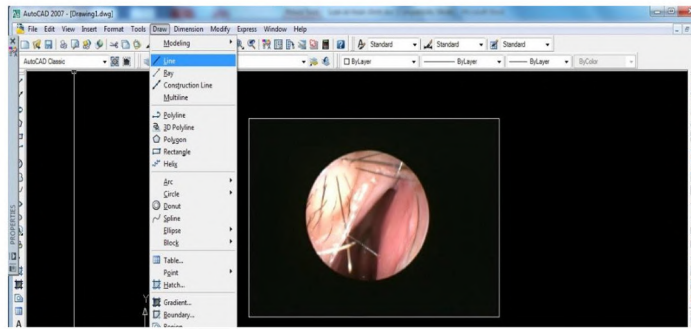 AutoCAD 2007 - [Drawing1.dwg]
File Edit View Insert Format Tools Draw Dimension Modify Express Window Help
Standard Standard Standard
AutoCAD Classic ByLayer ByLayer ByLayer ByColor
Modeling
Line
Ray
Construction Line
Multiline
Polyline
3D Polyline
Polygon
Rectangle
Helix
Arc
Circle
Donut
Spline
Ellipse
Block
Table...
Point
Hatch...
Gradient...
Boundary...
Region
PROPERTIES
Y
A